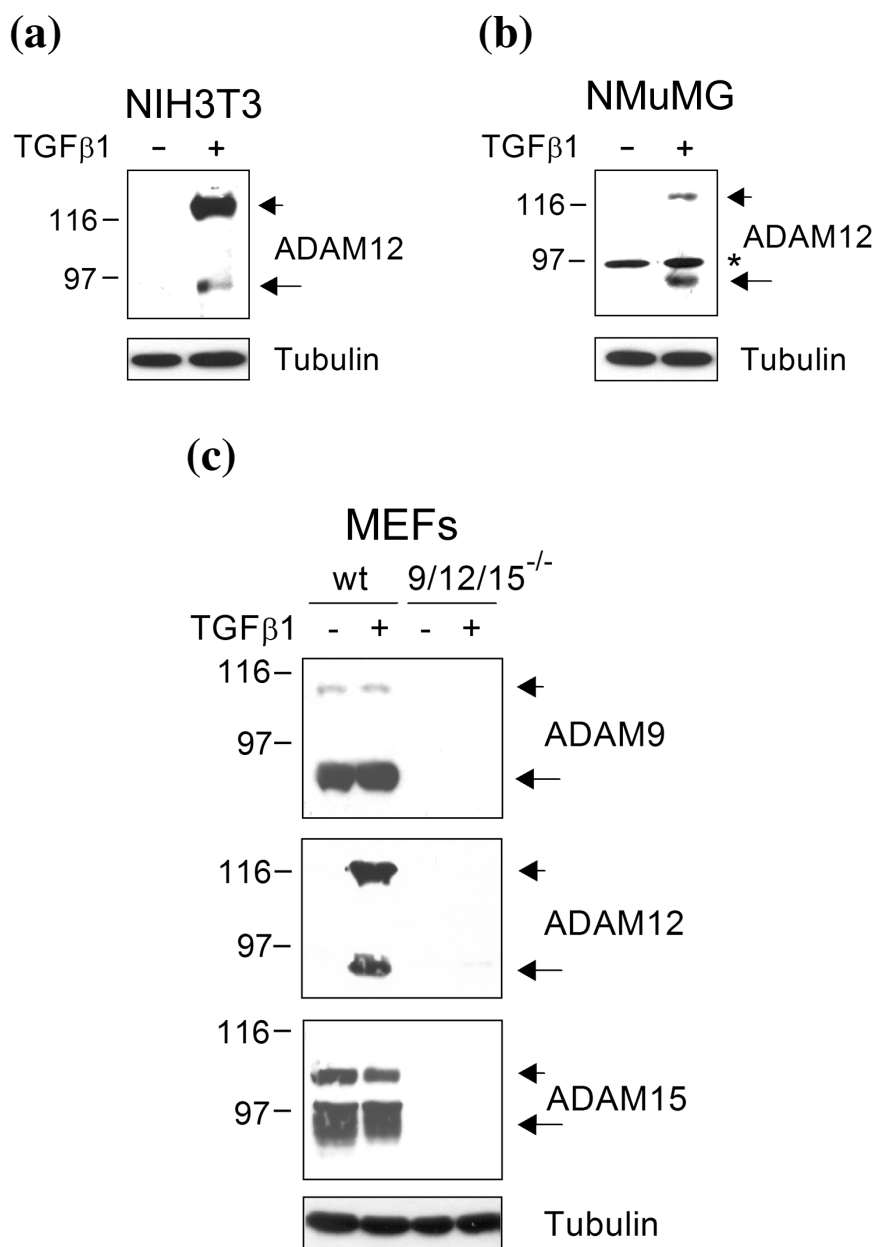 (a)
NIH3T3
TGFβ1 − +
116
ADAM12
97
Tubulin
(b)
NMuMG
TGFβ1 − +
116
ADAM12
97
*
Tubulin
(c)
MEFs
wt 9/12/15-/-
TGFβ1 - + - +
116
ADAM9
97
116
ADAM12
97
116
ADAM15
97
Tubulin